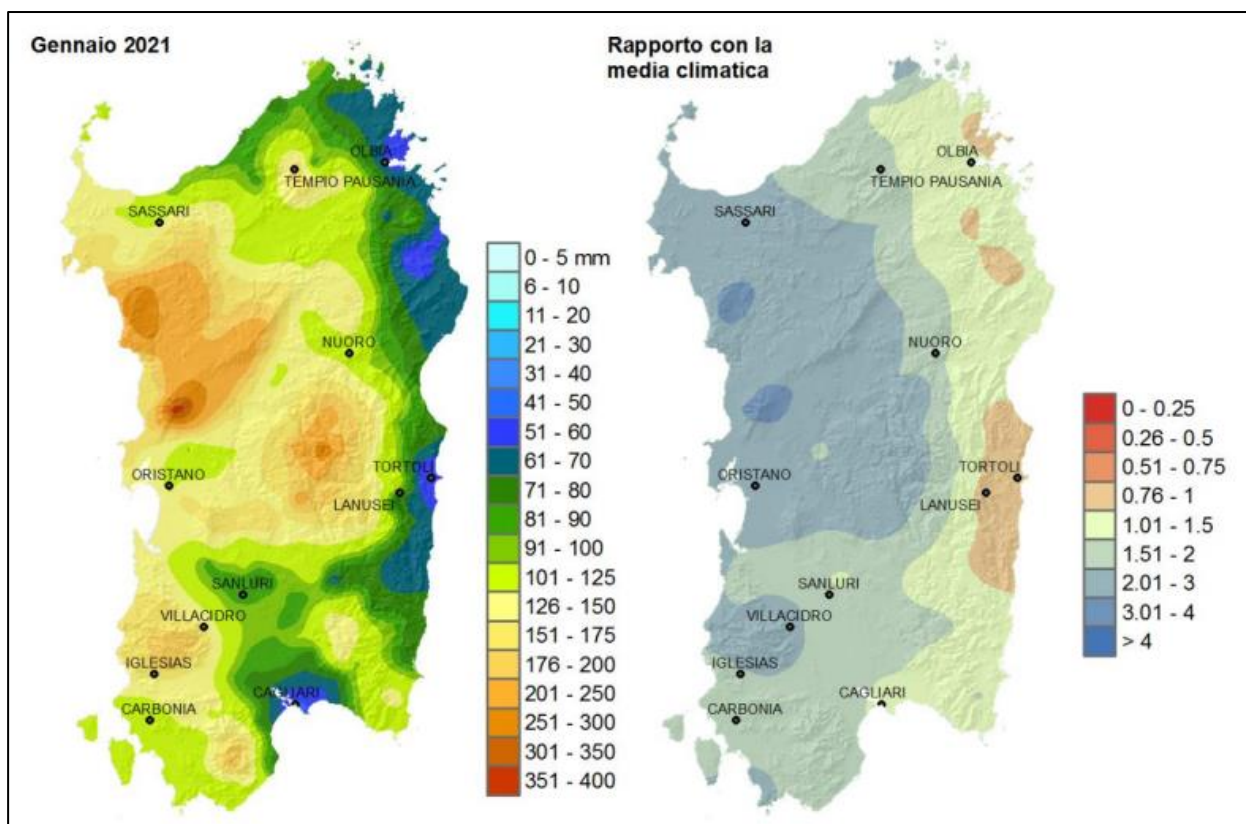 Gennaio 2021
OLBIA
TEMPIO PAUSANIA
SASSARI
NUORO
ORISTANO
TORTOLI
LANUSEI
SANLURI
VILLACIDRO
IGLESIAS
CAGLIARI
CARBONIA
0 - 5 mm
6 - 10
11 - 20
21 - 30
31 - 40
41 - 50
51 - 60
61 - 70
71 - 80
81 - 90
91 - 100
101 - 125
126 - 150
151 - 175
176 - 200
201 - 250
251 - 300
301 - 350
351 - 400
Rapporto con la
media climatica
OLBIA
TEMPIO PAUSANIA
SASSARI
NUORO
ORISTANO
TORTOLI
LANUSEI
SANLURI
VILLACIDRO
IGLESIAS
CAGLIARI
CARBONIA
0 - 0.25
0.26 - 0.5
0.51 - 0.75
0.76 - 1
1.01 - 1.5
1.51 - 2
2.01 - 3
3.01 - 4
> 4